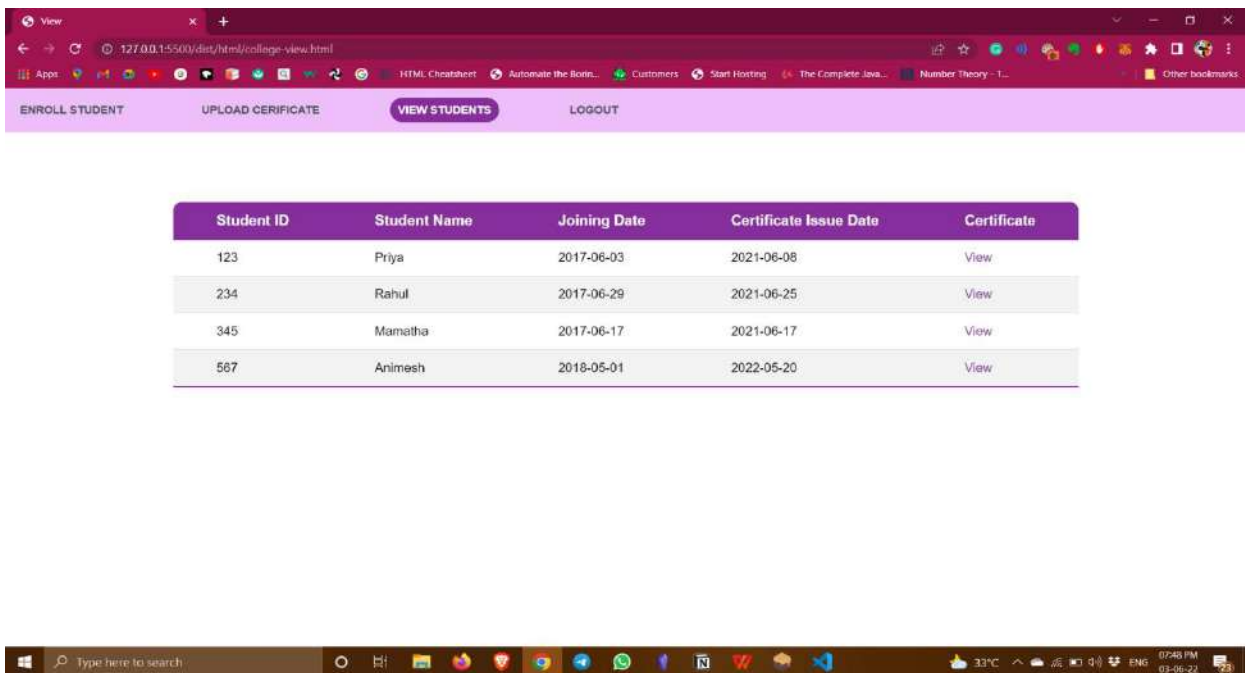 View
127.0.0.1:5500/dist/html/college-view.html
Apps HTML Cheatsheet Automate the Borin... Customers Start Hosting The Complete Java... Number Theory - T... Other bookmarks
ENROLL STUDENT UPLOAD CERIFICATE VIEW STUDENTS LOGOUT
Student ID Student Name Joining Date Certificate Issue Date Certificate
123 Priya 2017-06-03 2021-06-08 View
234 Rahul 2017-06-29 2021-06-25 View
345 Mamatha 2017-06-17 2021-06-17 View
567 Animesh 2018-05-01 2022-05-20 View
Type here to search 33°C ENG 07:48 PM
03-06-22 23